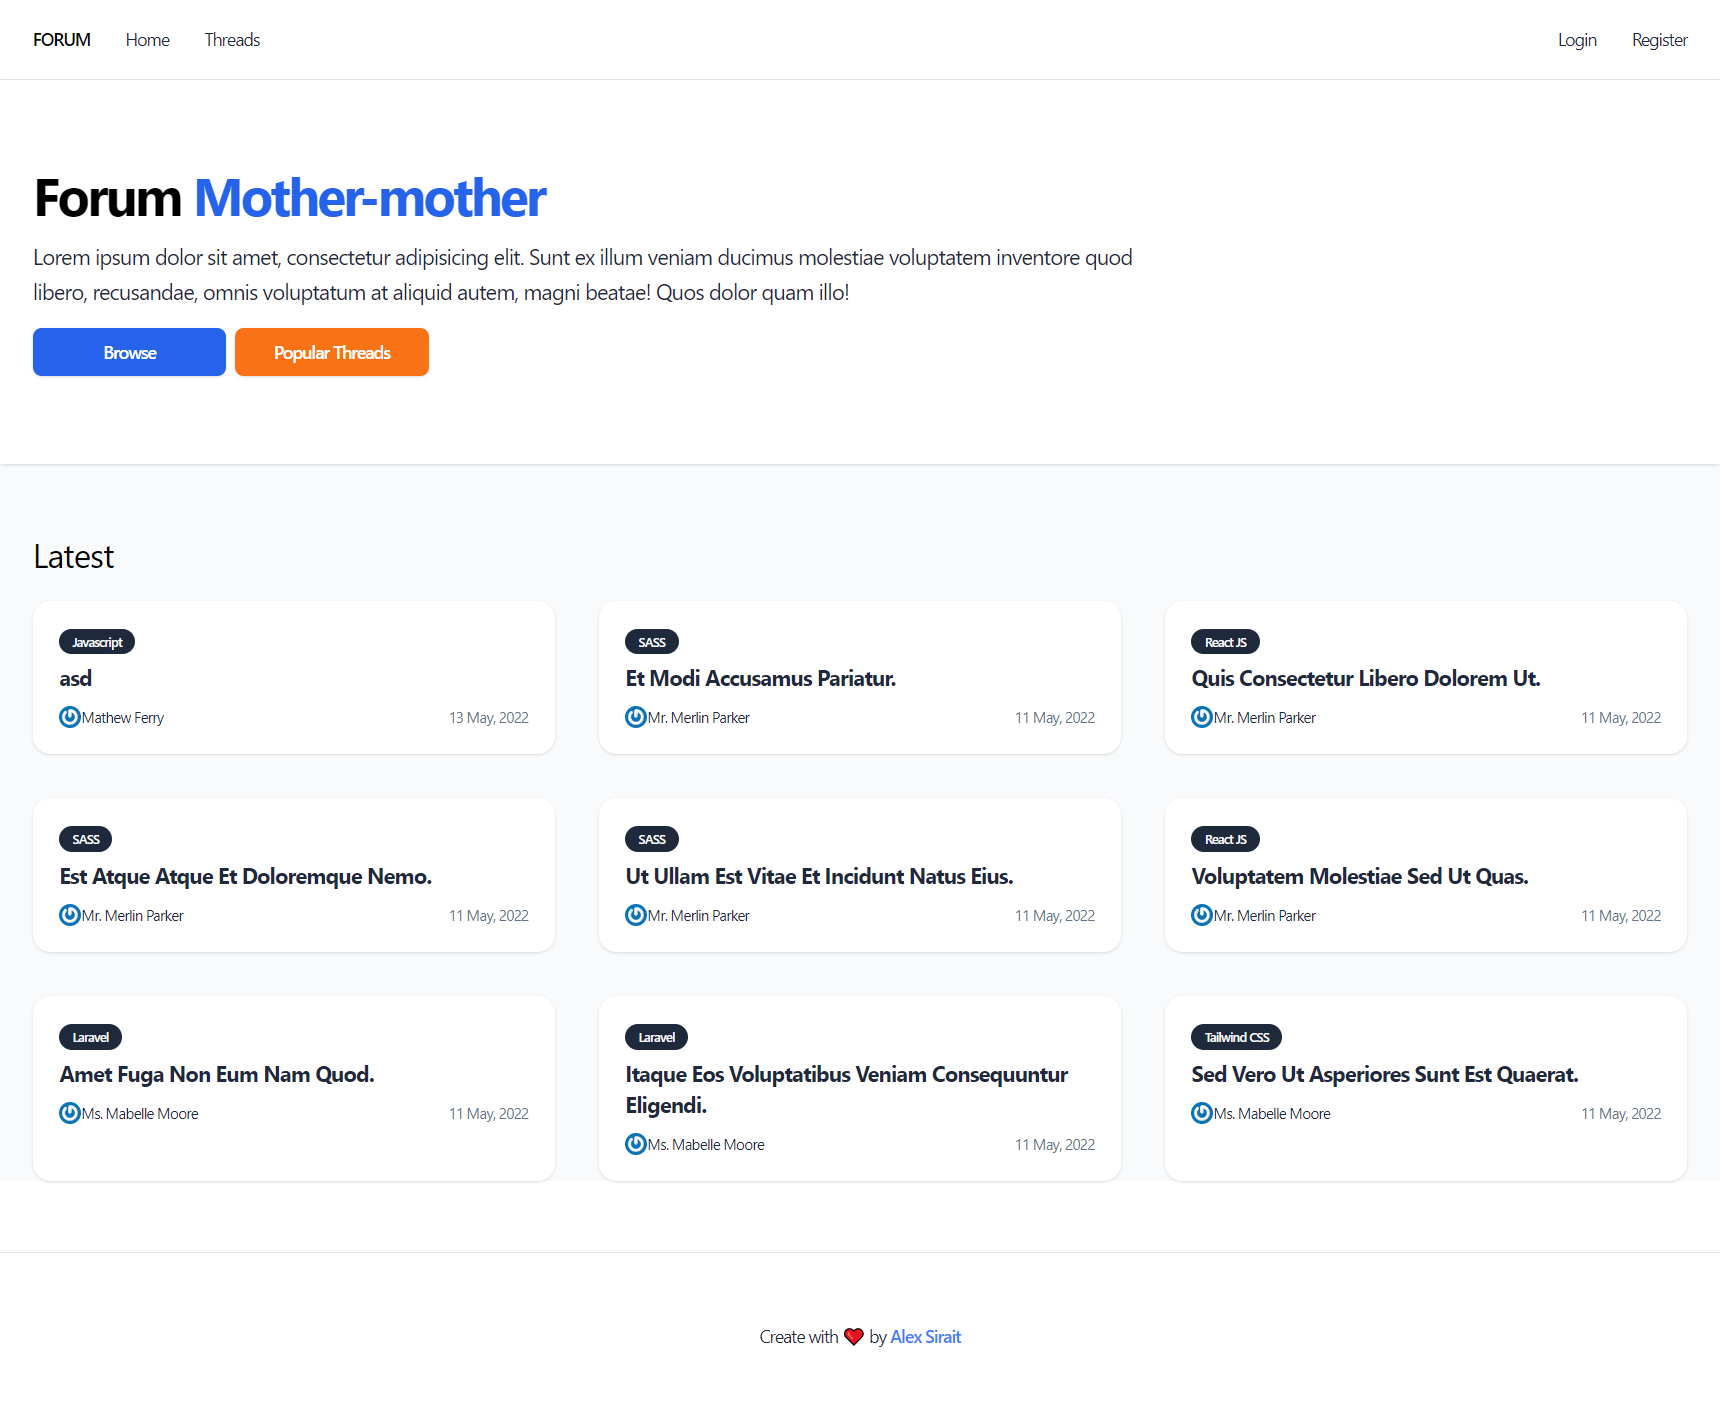 FORUM Home Threads Login Register
Forum Mother-mother
Lorem ipsum dolor sit amet, consectetur adipisicing elit. Sunt ex illum veniam ducimus molestiae voluptatem inventore quod
libero, recusandae, omnis voluptatum at aliquid autem, magni beatae! Quos dolor quam illo!
Browse Popular Threads
Latest
Javascript
asd
Mathew Ferry 13 May, 2022
SASS
Et Modi Accusamus Pariatur.
Mr. Merlin Parker 11 May, 2022
React JS
Quis Consectetur Libero Dolorem Ut.
Mr. Merlin Parker 11 May, 2022
SASS
Est Atque Atque Et Doloremque Nemo.
Mr. Merlin Parker 11 May, 2022
SASS
Ut Ullam Est Vitae Et Incidunt Natus Eius.
Mr. Merlin Parker 11 May, 2022
React JS
Voluptatem Molestiae Sed Ut Quas.
Mr. Merlin Parker 11 May, 2022
Laravel
Amet Fuga Non Eum Nam Quod.
Ms. Mabelle Moore 11 May, 2022
Laravel
Itaque Eos Voluptatibus Veniam Consequuntur
Eligendi.
Ms. Mabelle Moore 11 May, 2022
Tailwind CSS
Sed Vero Ut Asperiores Sunt Est Quaerat.
Ms. Mabelle Moore 11 May, 2022
Create with ❤ by Alex Sirait